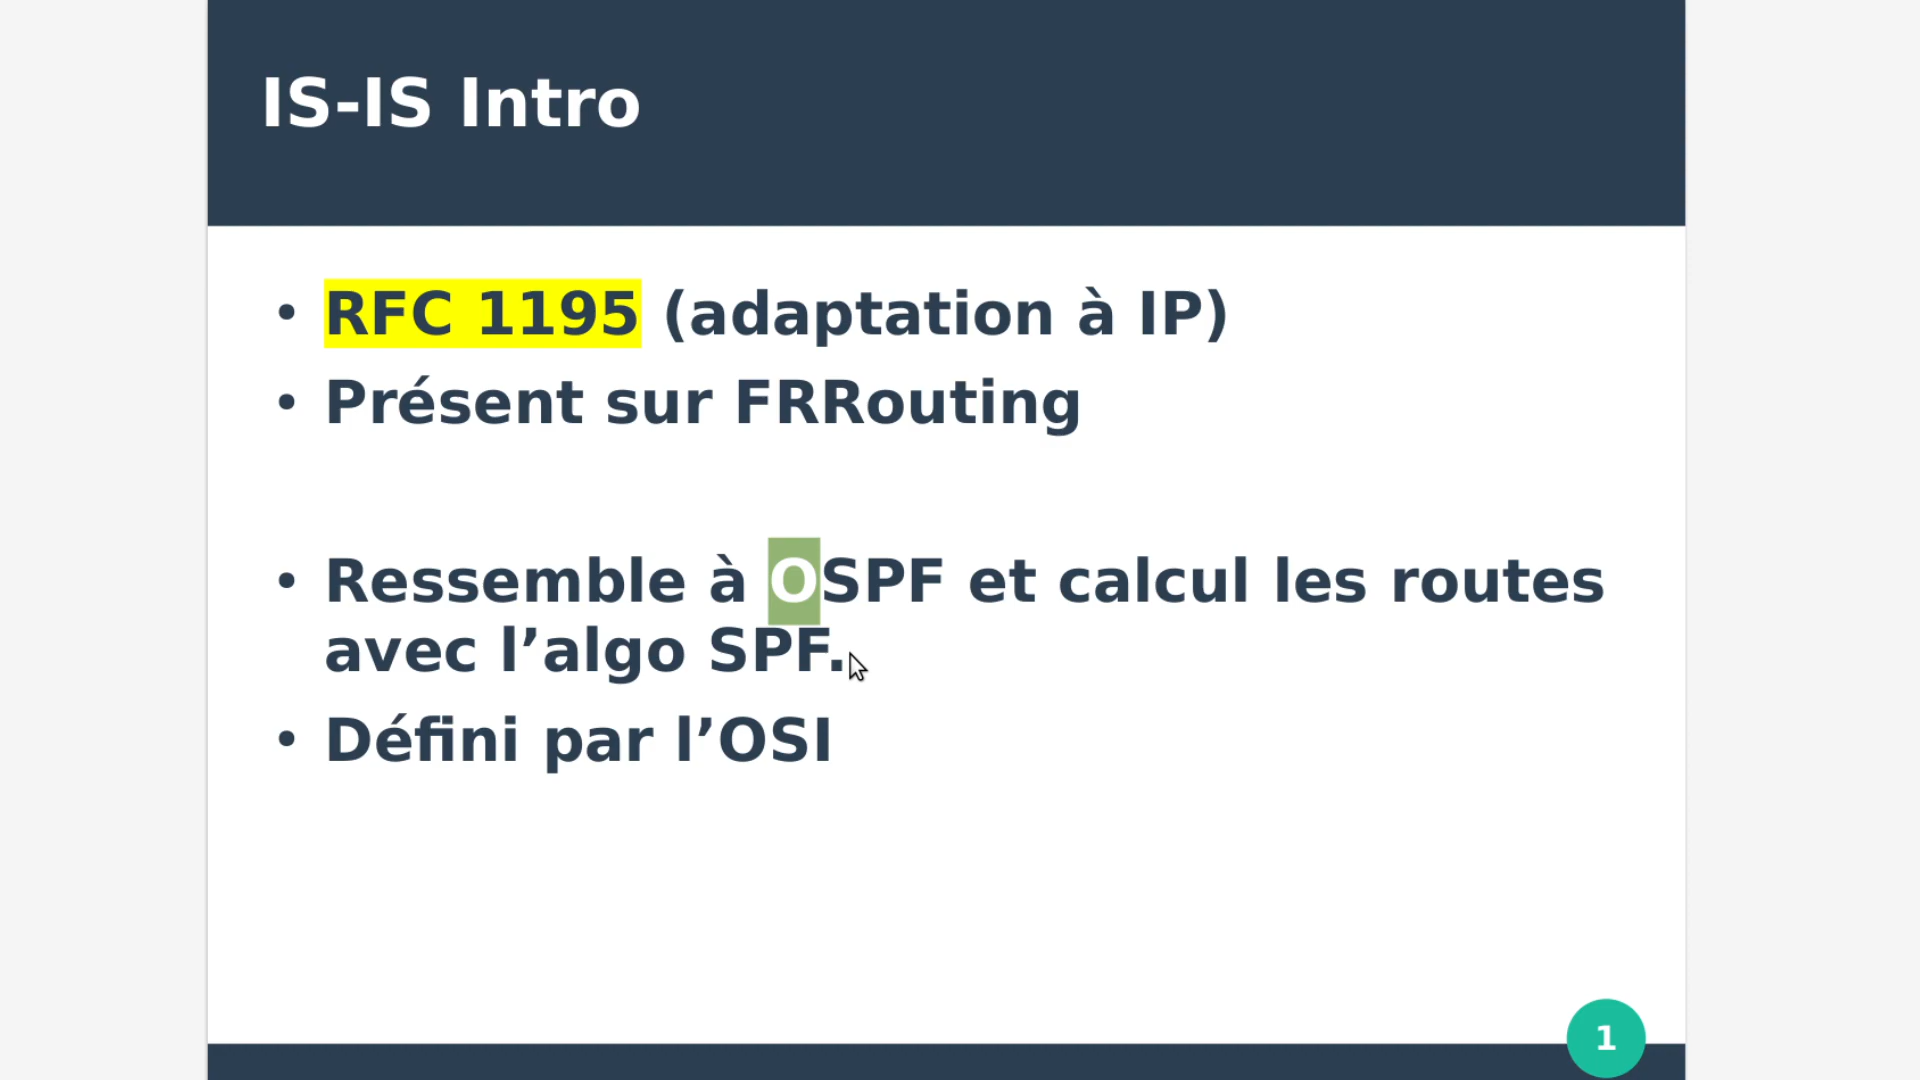 IS-IS Intro
• RFC 1195 (adaptation à IP)
• Présent sur FRRouting
• Ressemble à OSPF et calcul les routes
avec l’algo SPF.
• Défini par l’OSI
1